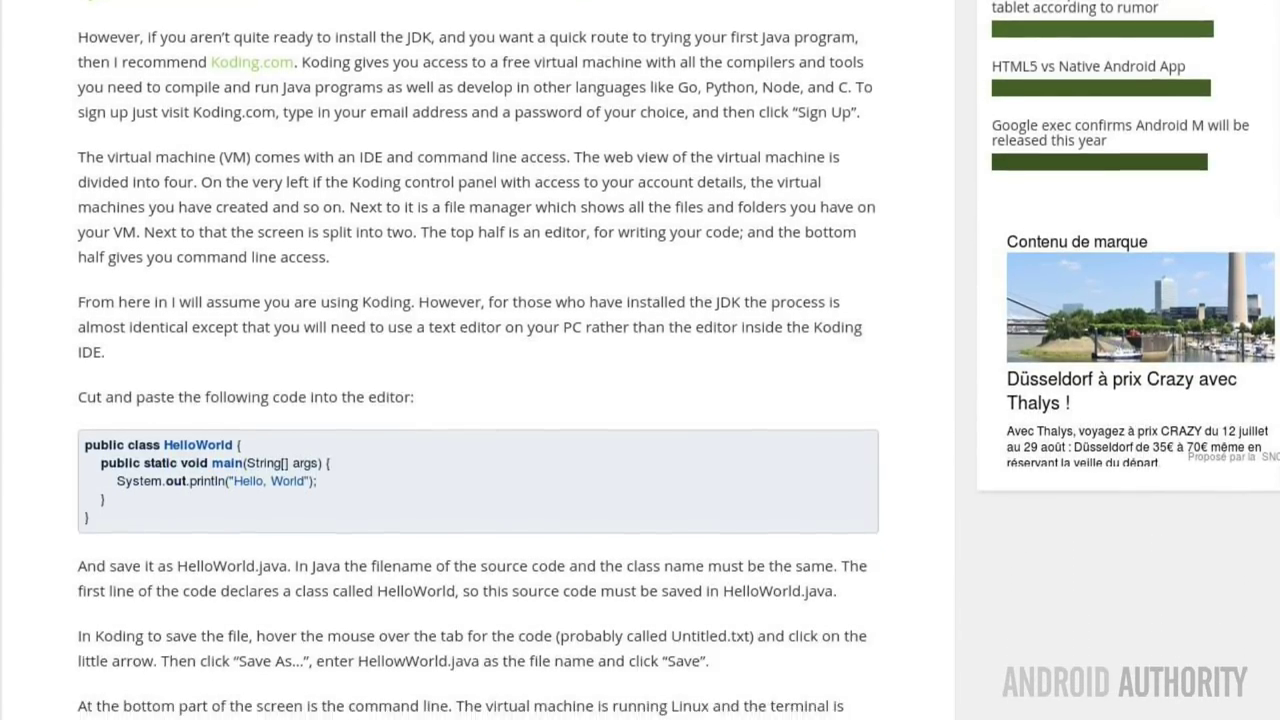 However, if you aren't quite ready to install the JDK, and you want a quick route to trying your first Java program,
then I recommend Koding.com. Koding gives you access to a free virtual machine with all the compilers and tools
you need to compile and run Java programs as well as develop in other languages like Go, Python, Node, and C. To
sign up just visit Koding.com, type in your email address and a password of your choice, and then click “Sign Up”.
The virtual machine (VM) comes with an IDE and command line access. The web view of the virtual machine is
divided into four. On the very left if the Koding control panel with access to your account details, the virtual
machines you have created and so on. Next to it is a file manager which shows all the files and folders you have on
your VM. Next to that the screen is split into two. The top half is an editor, for writing your code; and the bottom
half gives you command line access.
From here in I will assume you are using Koding. However, for those who have installed the JDK the process is
almost identical except that you will need to use a text editor on your PC rather than the editor inside the Koding
IDE.
Cut and paste the following code into the editor:
public class HelloWorld {
public static void main(String[] args) {
System.out.println("Hello, World");
}
}
And save it as HelloWorld.java. In Java the filename of the source code and the class name must be the same. The
first line of the code declares a class called HelloWorld, so this source code must be saved in HelloWorld.java.
In Koding to save the file, hover the mouse over the tab for the code (probably called Untitled.txt) and click on the
little arrow. Then click “Save As...”, enter HellowWorld.java as the file name and click “Save”.
At the bottom part of the screen is the command line. The virtual machine is running Linux and the terminal is
tablet according to rumor
HTML5 vs Native Android App
Google exec confirms Android M will be
released this year
Contenu de marque
Düsseldorf à prix Crazy avec
Thalys !
Avec Thalys, voyagez à prix CRAZY du 12 juillet
au 29 août : Düsseldorf de 35€ à 70€ même en
réservant la veille du départ.
Proposé par la SNC
ANDROID AUTHORITY